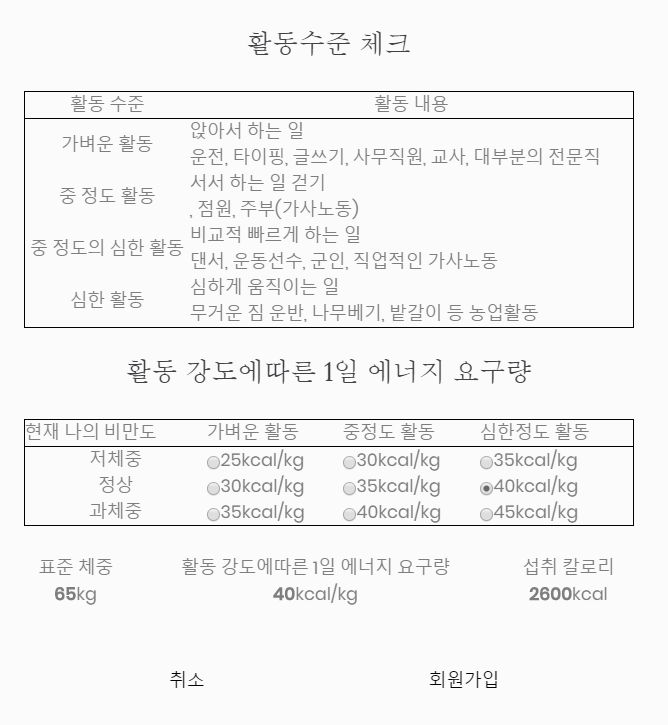 활동수준 체크
활동 수준 활동 내용
가벼운 활동
앉아서 하는 일
운전, 타이핑, 글쓰기, 사무직원, 교사, 대부분의 전문직
중 정도 활동
서서 하는 일 걷기
, 점원, 주부(가사노동)
중 정도의 심한 활동
비교적 빠르게 하는 일
댄서, 운동선수, 군인, 직업적인 가사노동
심한 활동
심하게 움직이는 일
무거운 짐 운반, 나무베기, 밭갈이 등 농업활동
활동 강도에따른 1일 에너지 요구량
현재 나의 비만도 가벼운 활동 중정도 활동 심한정도 활동
저체중 25kcal/kg 30kcal/kg 35kcal/kg
정상 30kcal/kg 35kcal/kg 40kcal/kg
과체중 35kcal/kg 40kcal/kg 45kcal/kg
표준 체중 활동 강도에따른 1일 에너지 요구량 섭취 칼로리
65kg 40kcal/kg 2600kcal
취소 회원가입